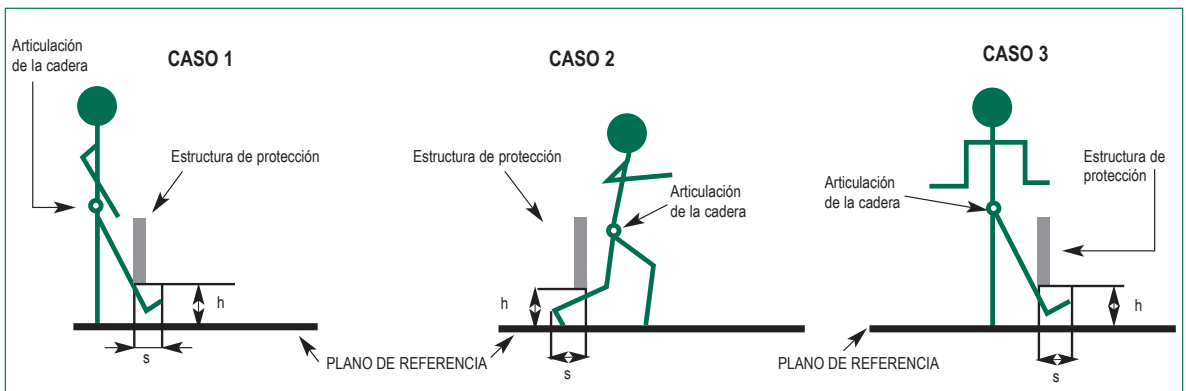 Articulación
de la cadera
CASO 1
Estructura de protección
h
s
CASO 2
Estructura de protección
Articulación
de la cadera
h
s
PLANO DE REFERENCIA
CASO 3
Articulación
de la cadera
Estructura de
protección
h
s
PLANO DE REFERENCIA